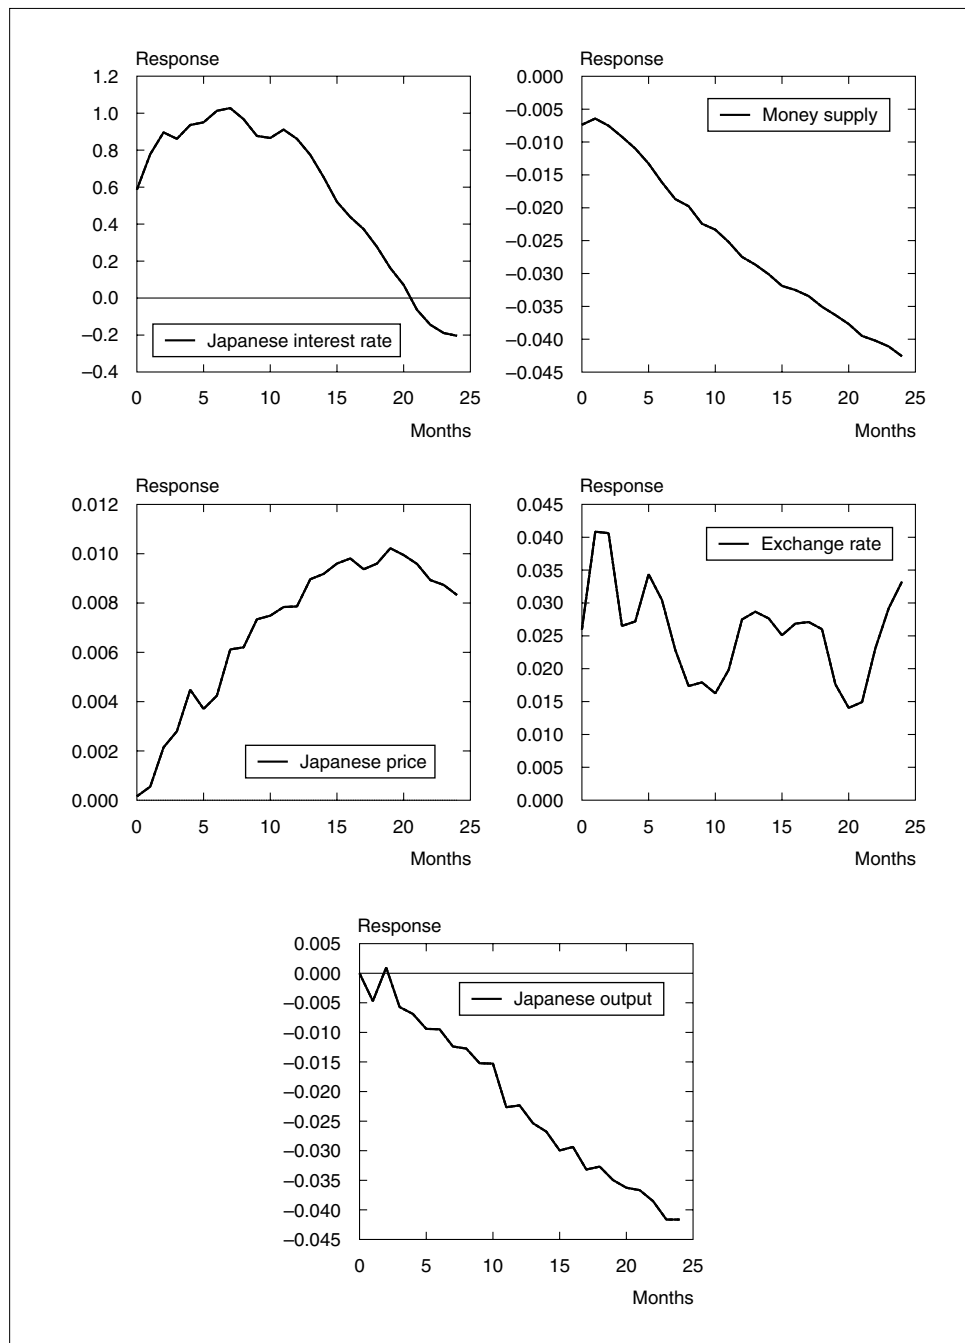 Response
1.2
1.0
0.8
0.6
0.4
0.2
0.0
–0.2
–0.4
Japanese interest rate
0 5 10 15 20 25
Months
Response
0.000
–0.005
–0.010
–0.015
–0.020
–0.025
–0.030
–0.035
–0.040
–0.045
Money supply
0 5 10 15 20 25
Months
Response
0.012
0.010
0.008
0.006
0.004
0.002
0.000
Japanese price
0 5 10 15 20 25
Months
Response
0.045
0.040
0.035
0.030
0.025
0.020
0.015
0.010
0.005
0.000
Exchange rate
0 5 10 15 20 25
Months
Response
0.005
0.000
–0.005
–0.010
–0.015
–0.020
–0.025
–0.030
–0.035
–0.040
–0.045
Japanese output
0 5 10 15 20 25
Months